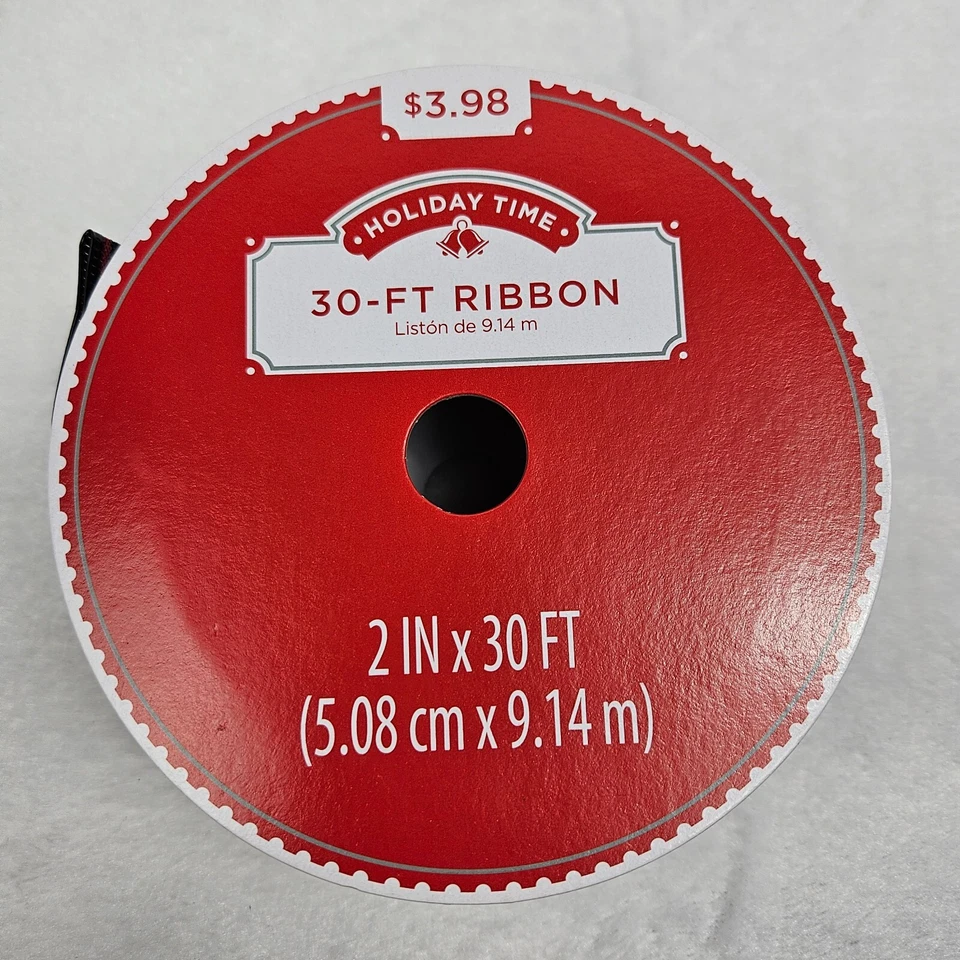 $3.98
HOLIDAY TIME
30-FT RIBBON
Listón de 9.14 m
2 IN x 30 FT
(5.08 cm x 9.14 m)